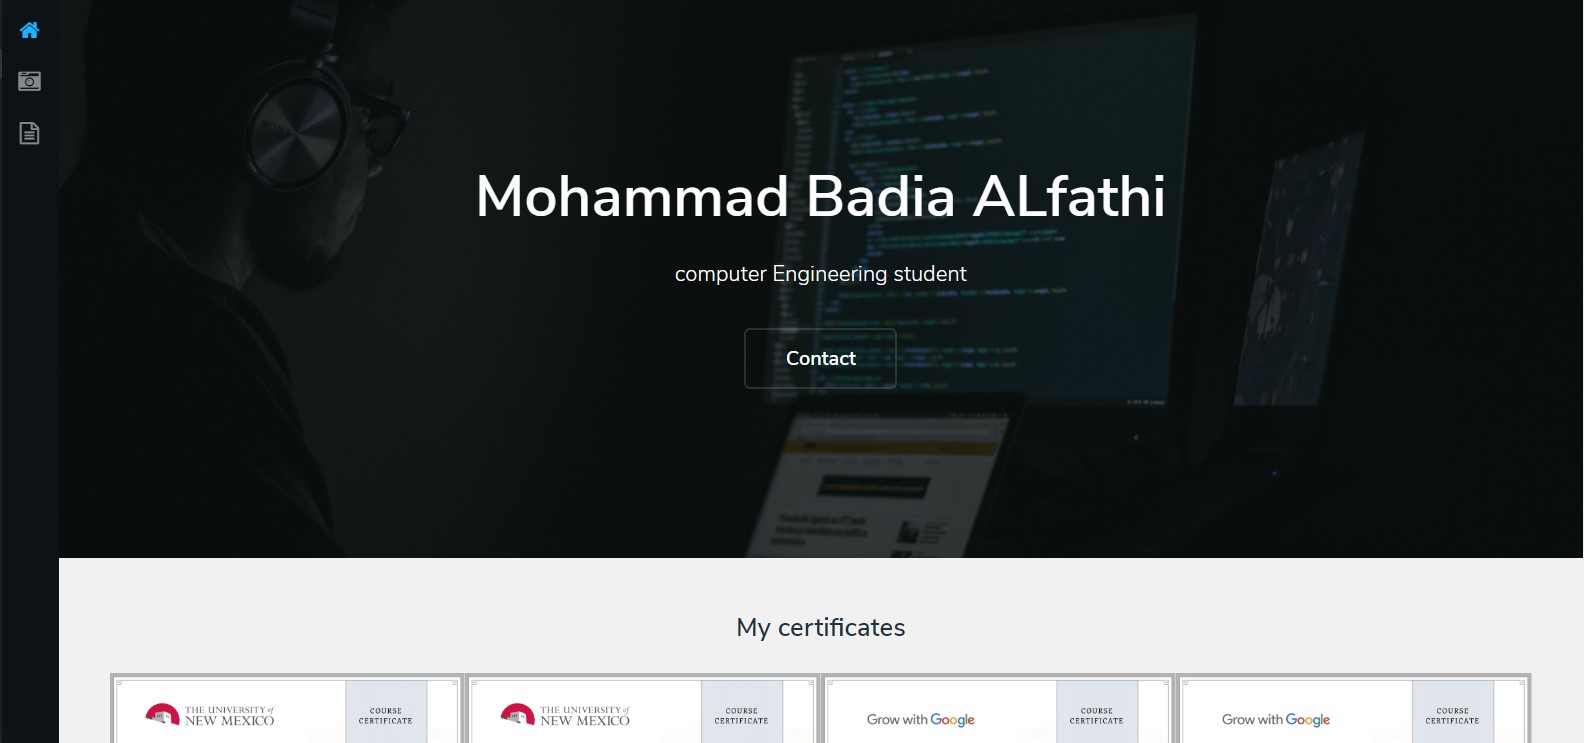 Mohammad Badia ALfathi
computer Engineering student
Contact
My certificates
THE UNIVERSITY of
NEW MEXICO
COURSE
CERTIFICATE
THE UNIVERSITY of
NEW MEXICO
COURSE
CERTIFICATE
Grow with Google
COURSE
CERTIFICATE
Grow with Google
COURSE
CERTIFICATE